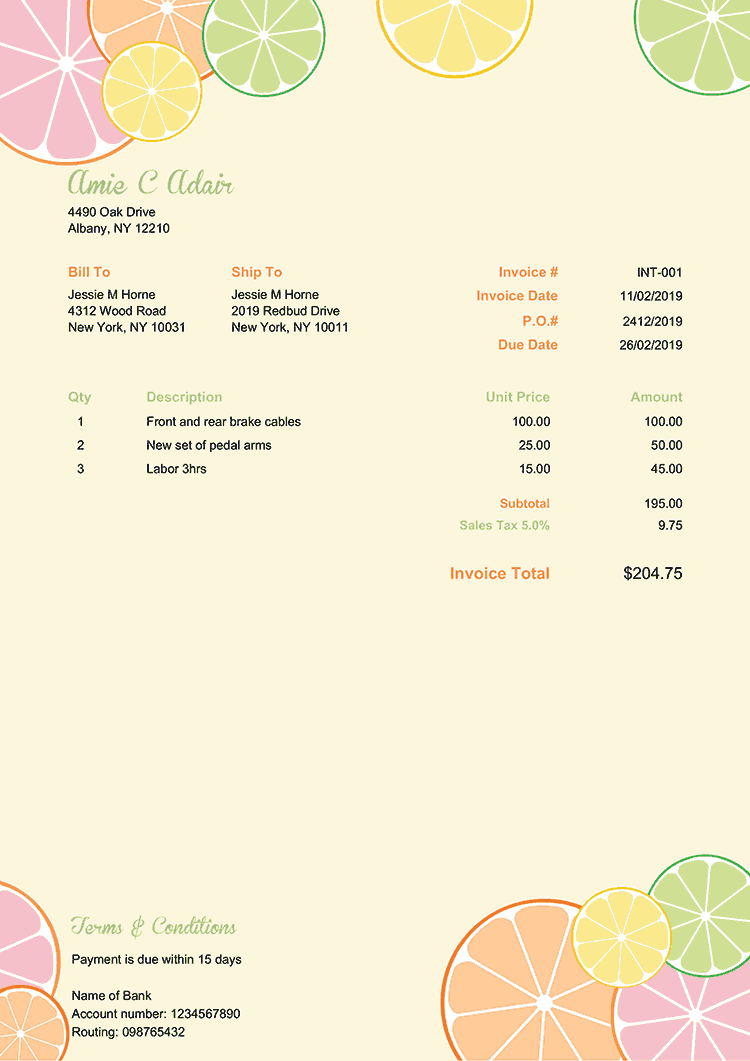 Amie C Adair
4490 Oak Drive
Albany, NY 12210
Bill To
Jessie M Horne
4312 Wood Road
New York, NY 10031
Ship To
Jessie M Horne
2019 Redbud Drive
New York, NY 10011
Invoice # INT-001
Invoice Date 11/02/2019
P.O.# 2412/2019
Due Date 26/02/2019
Qty Description Unit Price Amount
1 Front and rear brake cables 100.00 100.00
2 New set of pedal arms 25.00 50.00
3 Labor 3hrs 15.00 45.00
Subtotal 195.00
Sales Tax 5.0% 9.75
Invoice Total $204.75
Terms & Conditions
Payment is due within 15 days
Name of Bank
Account number: 1234567890
Routing: 098765432